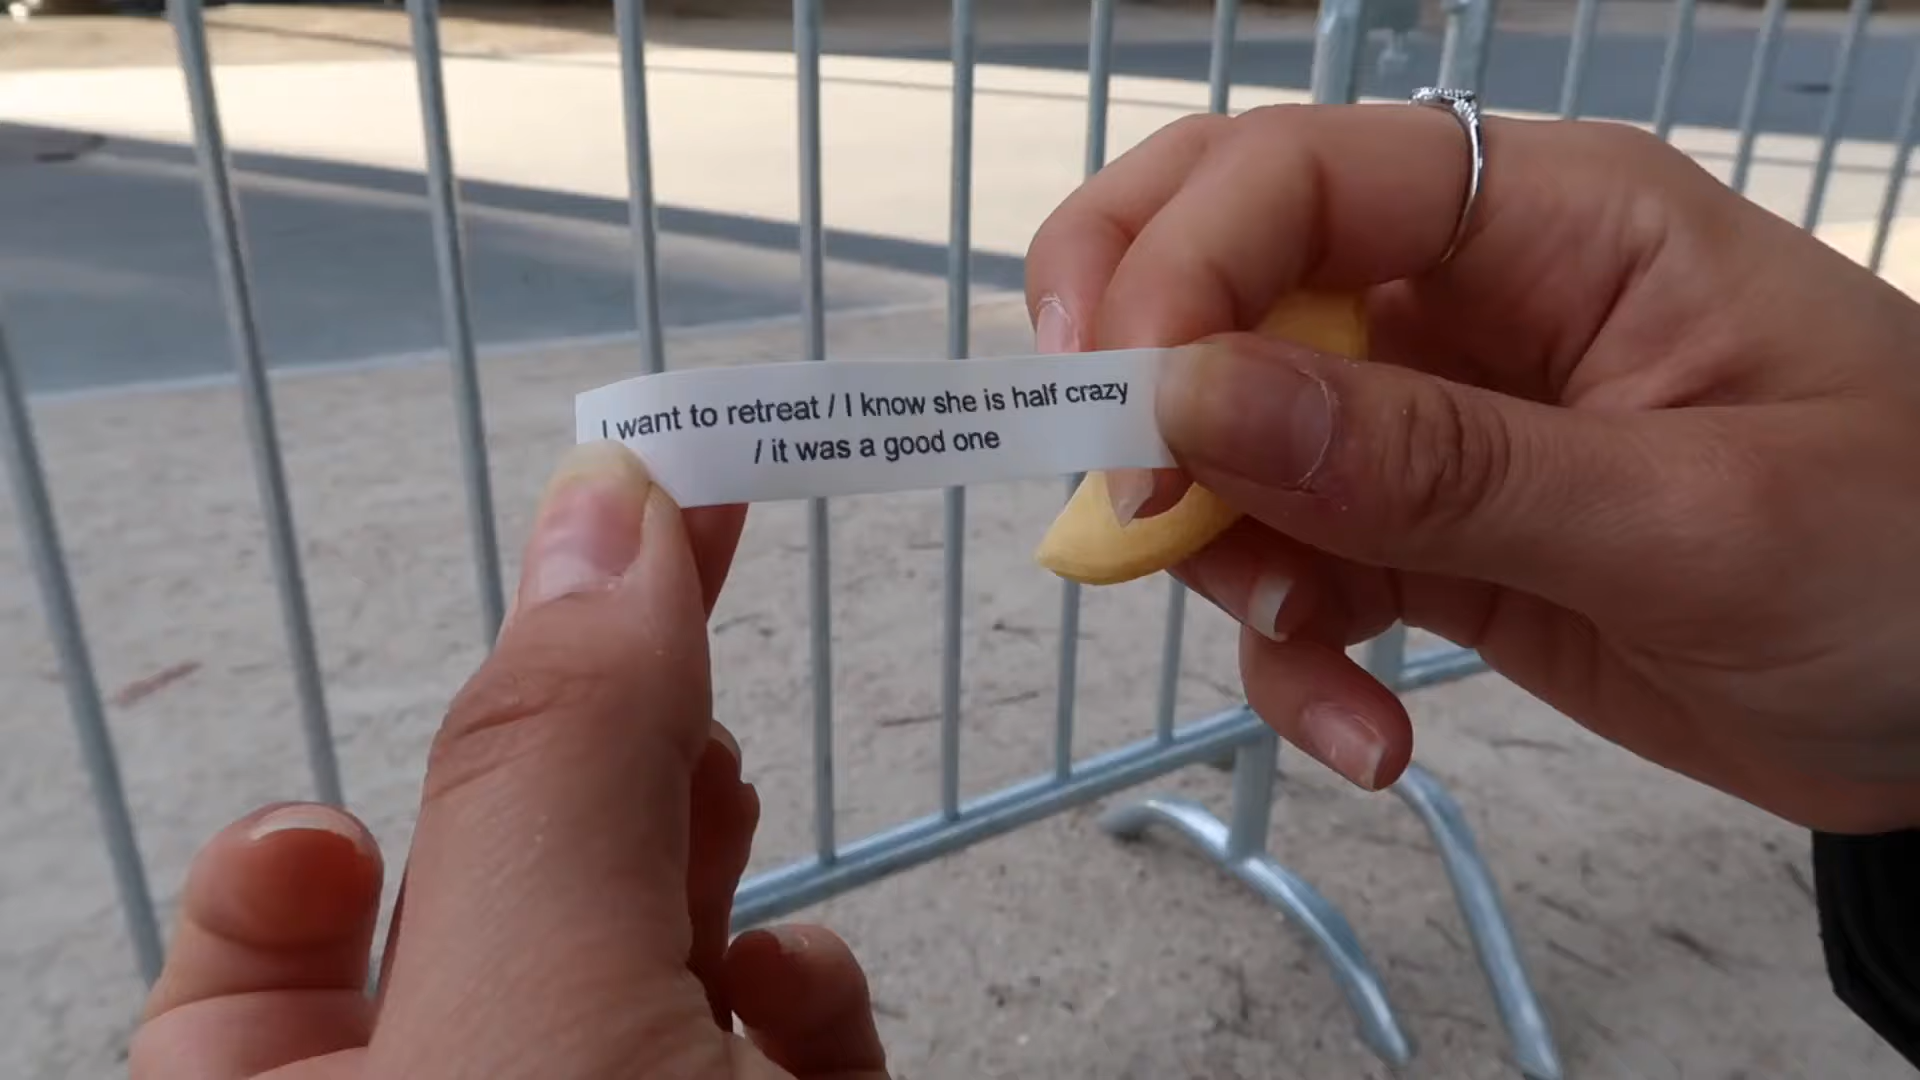 I want to retreat / I know she is half crazy
/ it was a good one